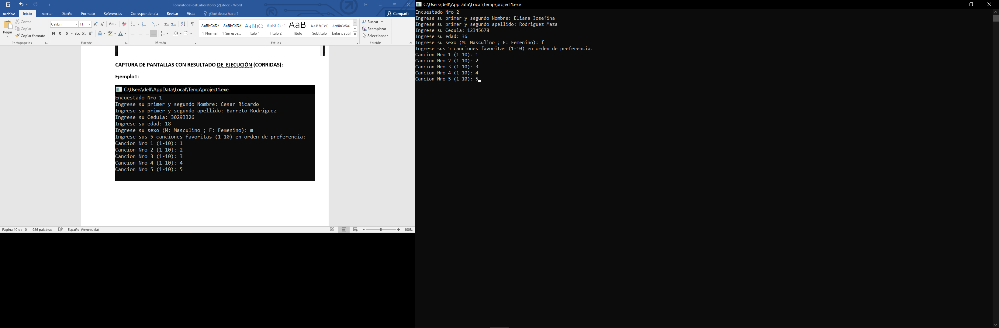 FormatodePostLaboratorio (2).docx - Word
Archivo Inicio Insertar Diseño Formato Referencias Correspondencia Revisar Vista ¿Qué desea hacer? Compartir
Pegar
Cortar
Copiar
Copiar formato
Portapapeles
Calibri 11
N K S abc x₂ x²
Fuente
Párrafo
AaBbCcDc AaBbCcDc AaBbCc AaBbCcC AaB AaBbCcC AaBbCcDdE
¶ Normal ¶ Sin espa... Título 1 Título 2 Título Subtítulo Énfasis sutil
Estilos
Buscar
Reemplazar
Seleccionar
Edición
CAPTURA DE PANTALLAS CON RESULTADO DE EJECUCIÓN (CORRIDAS):
Ejemplo1:
C:\Users\dell\AppData\Local\Temp\project1.exe
Encuestado Nro 1
Ingrese su primer y segundo Nombre: Cesar Ricardo
Ingrese su primer y segundo apellido: Barreto Rodriguez
Ingrese su Cedula: 30293326
Ingrese su edad: 18
Ingrese su sexo (M: Masculino ; F: Femenino): m
Ingrese sus 5 canciones favoritas (1-10) en orden de preferencia:
Cancion Nro 1 (1-10): 1
Cancion Nro 2 (1-10): 2
Cancion Nro 3 (1-10): 3
Cancion Nro 4 (1-10): 4
Cancion Nro 5 (1-10): 5
Página 10 de 10 986 palabras Español (Venezuela) 100%
C:\Users\dell\AppData\Local\Temp\project1.exe
Encuestado Nro 2
Ingrese su primer y segundo Nombre: Eliana Josefina
Ingrese su primer y segundo apellido: Rodriguez Maza
Ingrese su Cedula: 12345678
Ingrese su edad: 36
Ingrese su sexo (M: Masculino ; F: Femenino): f
Ingrese sus 5 canciones favoritas (1-10) en orden de preferencia:
Cancion Nro 1 (1-10): 1
Cancion Nro 2 (1-10): 2
Cancion Nro 3 (1-10): 3
Cancion Nro 4 (1-10): 4
Cancion Nro 5 (1-10): 5